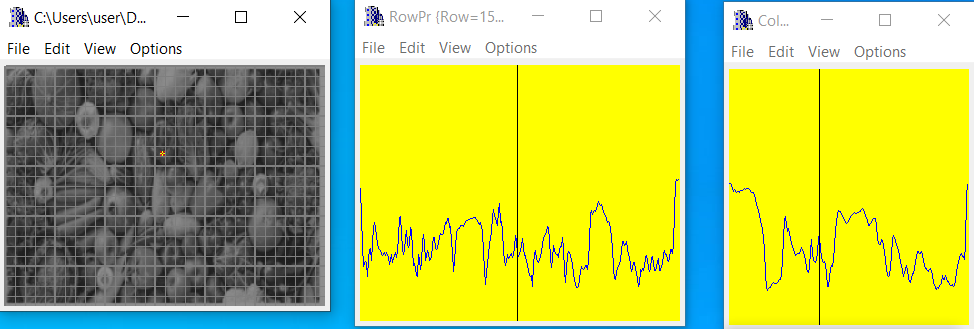 C:\Users\user\D...
File Edit View Options
RowPr {Row=15...
File Edit View Options
Col...
File Edit View Options